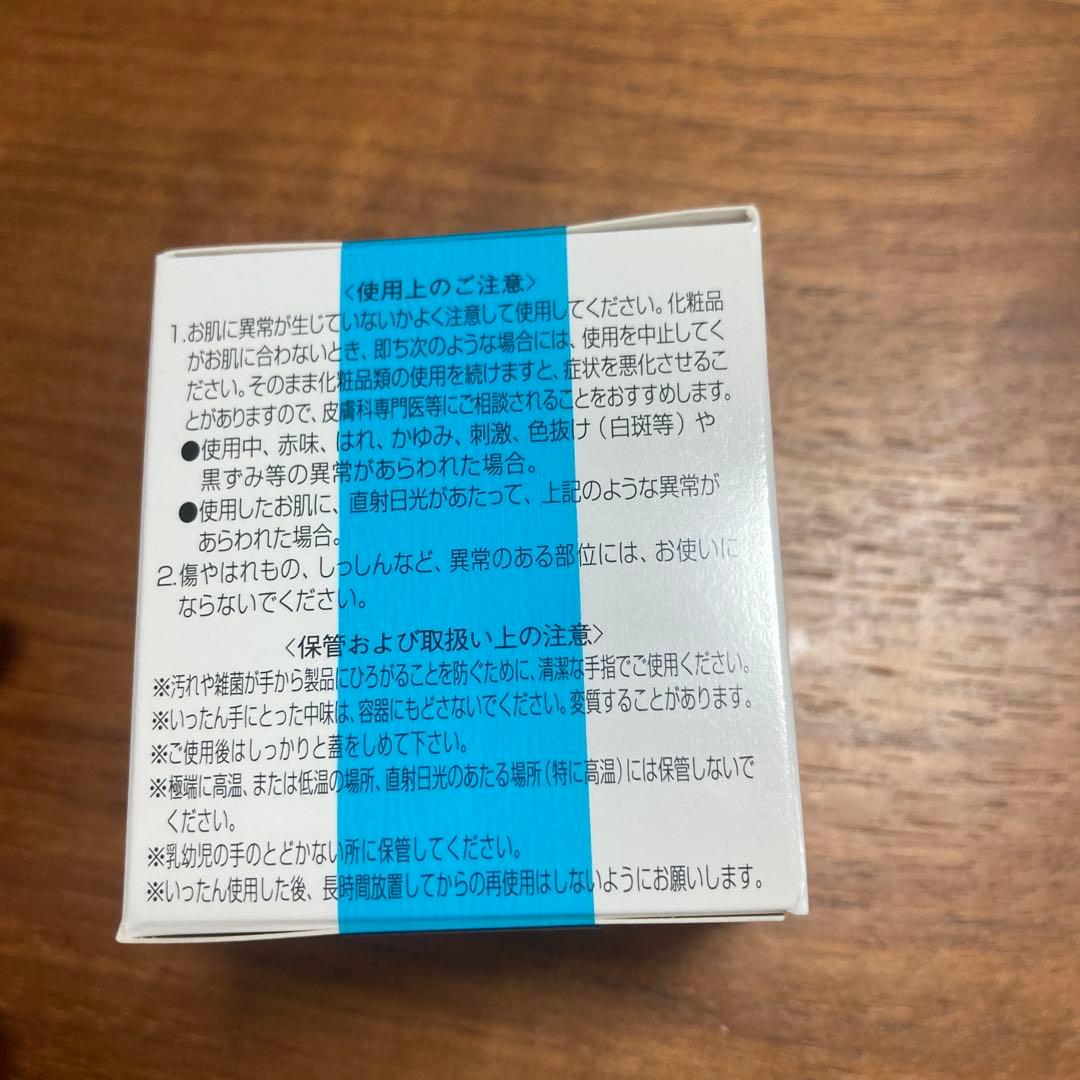 〈使用上のご注意〉
1.お肌に異常が生じていないかよく注意して使用してください。化粧品
がお肌に合わないとき、即ち次のような場合には、使用を中止してく
ださい。そのまま化粧品類の使用を続けますと、症状を悪化させるこ
とがありますので、皮膚科専門医等にご相談されることをおすすめします。
●使用中、赤味、はれ、かゆみ、刺激、色抜け（白斑等）や
黒ずみ等の異常があらわれた場合。
●使用したお肌に、直射日光があたって、上記のような異常が
あらわれた場合。
2.傷やはれもの、しっしんなど、異常のある部位には、お使いに
ならないでください。
〈保管および取扱い上の注意〉
※汚れや雑菌が手から製品にひろがることを防ぐために、清潔な手指でご使用ください。
※いったん手にとった中味は、容器にもどさないでください。変質することがあります。
※ご使用後はしっかりと蓋をしめて下さい。
※極端に高温、または低温の場所、直射日光のあたる場所（特に高温）には保管しないで
ください。
※乳幼児の手のとどかない所に保管してください。
※いったん使用した後、長時間放置してからの再使用はしないようにお願いします。